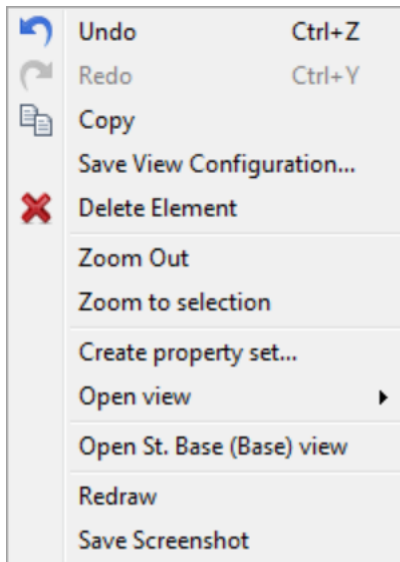 Undo Ctrl+Z
Redo Ctrl+Y
Copy
Save View Configuration...
Delete Element
Zoom Out
Zoom to selection
Create property set...
Open view
Open St. Base (Base) view
Redraw
Save Screenshot